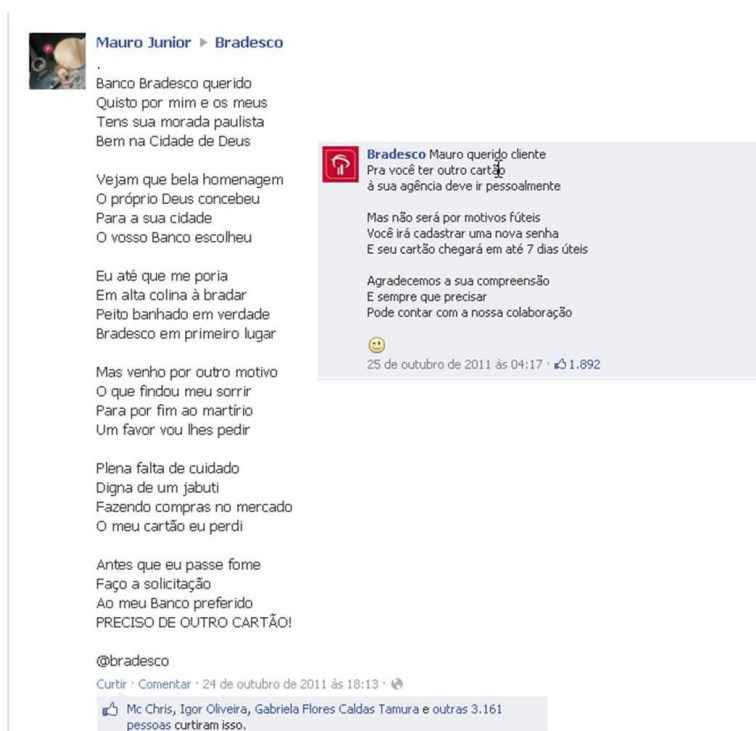 Mauro Junior ▶ Bradesco
.
Banco Bradesco querido
Quisto por mim e os meus
Tens sua morada paulista
Bem na Cidade de Deus
Vejam que bela homenagem
O próprio Deus concebeu
Para a sua cidade
O vosso Banco escolheu
Eu até que me poria
Em alta colina à bradar
Peito banhado em verdade
Bradesco em primeiro lugar
Mas venho por outro motivo
O que findou meu sorrir
Para por fim ao martírio
Um favor vou lhes pedir
Plena falta de cuidado
Digna de um jabuti
Fazendo compras no mercado
O meu cartão eu perdi
Antes que eu passe fome
Faço a solicitação
Ao meu Banco preferido
PRECISO DE OUTRO CARTÃO!
@bradesco
Curtir · Comentar · 24 de outubro de 2011 às 18:13 ·
Mc Chris, Igor Oliveira, Gabriela Flores Caldas Tamura e outras 3.161
pessoas curtiram isso.
Bradesco Mauro querido cliente
Pra você ter outro cartão
à sua agência deve ir pessoalmente
Mas não será por motivos fúteis
Você irá cadastrar uma nova senha
E seu cartão chegará em até 7 dias úteis
Agradecemos a sua compreensão
E sempre que precisar
Pode contar com a nossa colaboração
25 de outubro de 2011 às 04:17 · 1.892